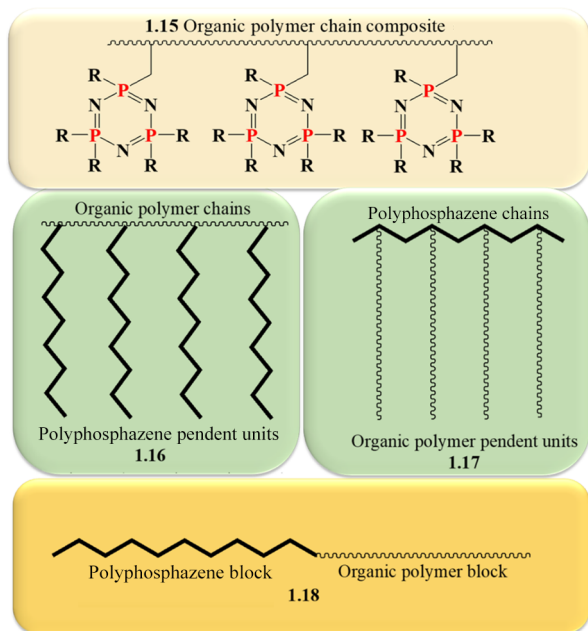 1.15 Organic polymer chain composite
R R R
P P P
N N N N N N
R P P R R P P R R P P R
R N R R N R R N R
Organic polymer chains
Polyphosphazene pendent units
1.16
Polyphosphazene chains
Organic polymer pendent units
1.17
Polyphosphazene block
Organic polymer block
1.18